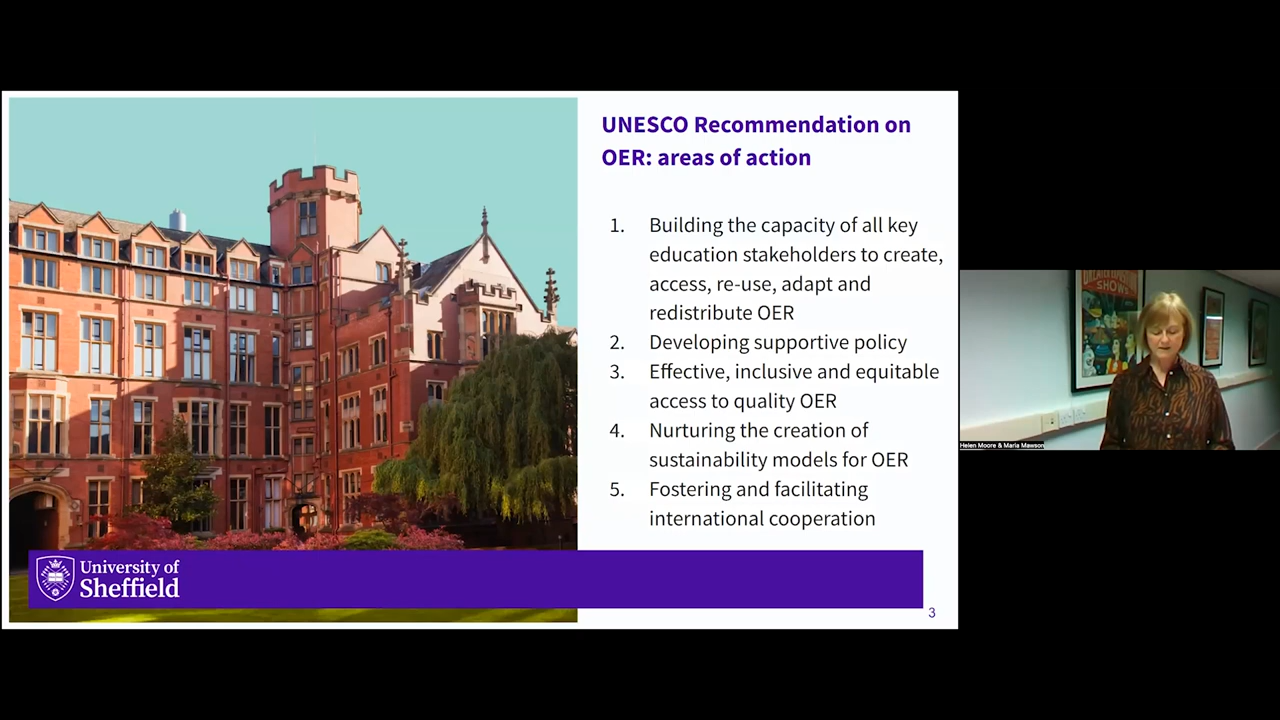 UNESCO Recommendation on
OER: areas of action
1. Building the capacity of all key
education stakeholders to create,
access, re-use, adapt and
redistribute OER
2. Developing supportive policy
3. Effective, inclusive and equitable
access to quality OER
4. Nurturing the creation of
sustainability models for OER
5. Fostering and facilitating
international cooperation
University of
Sheffield
3
SHOWS
Helen Moore & Maria Mawson